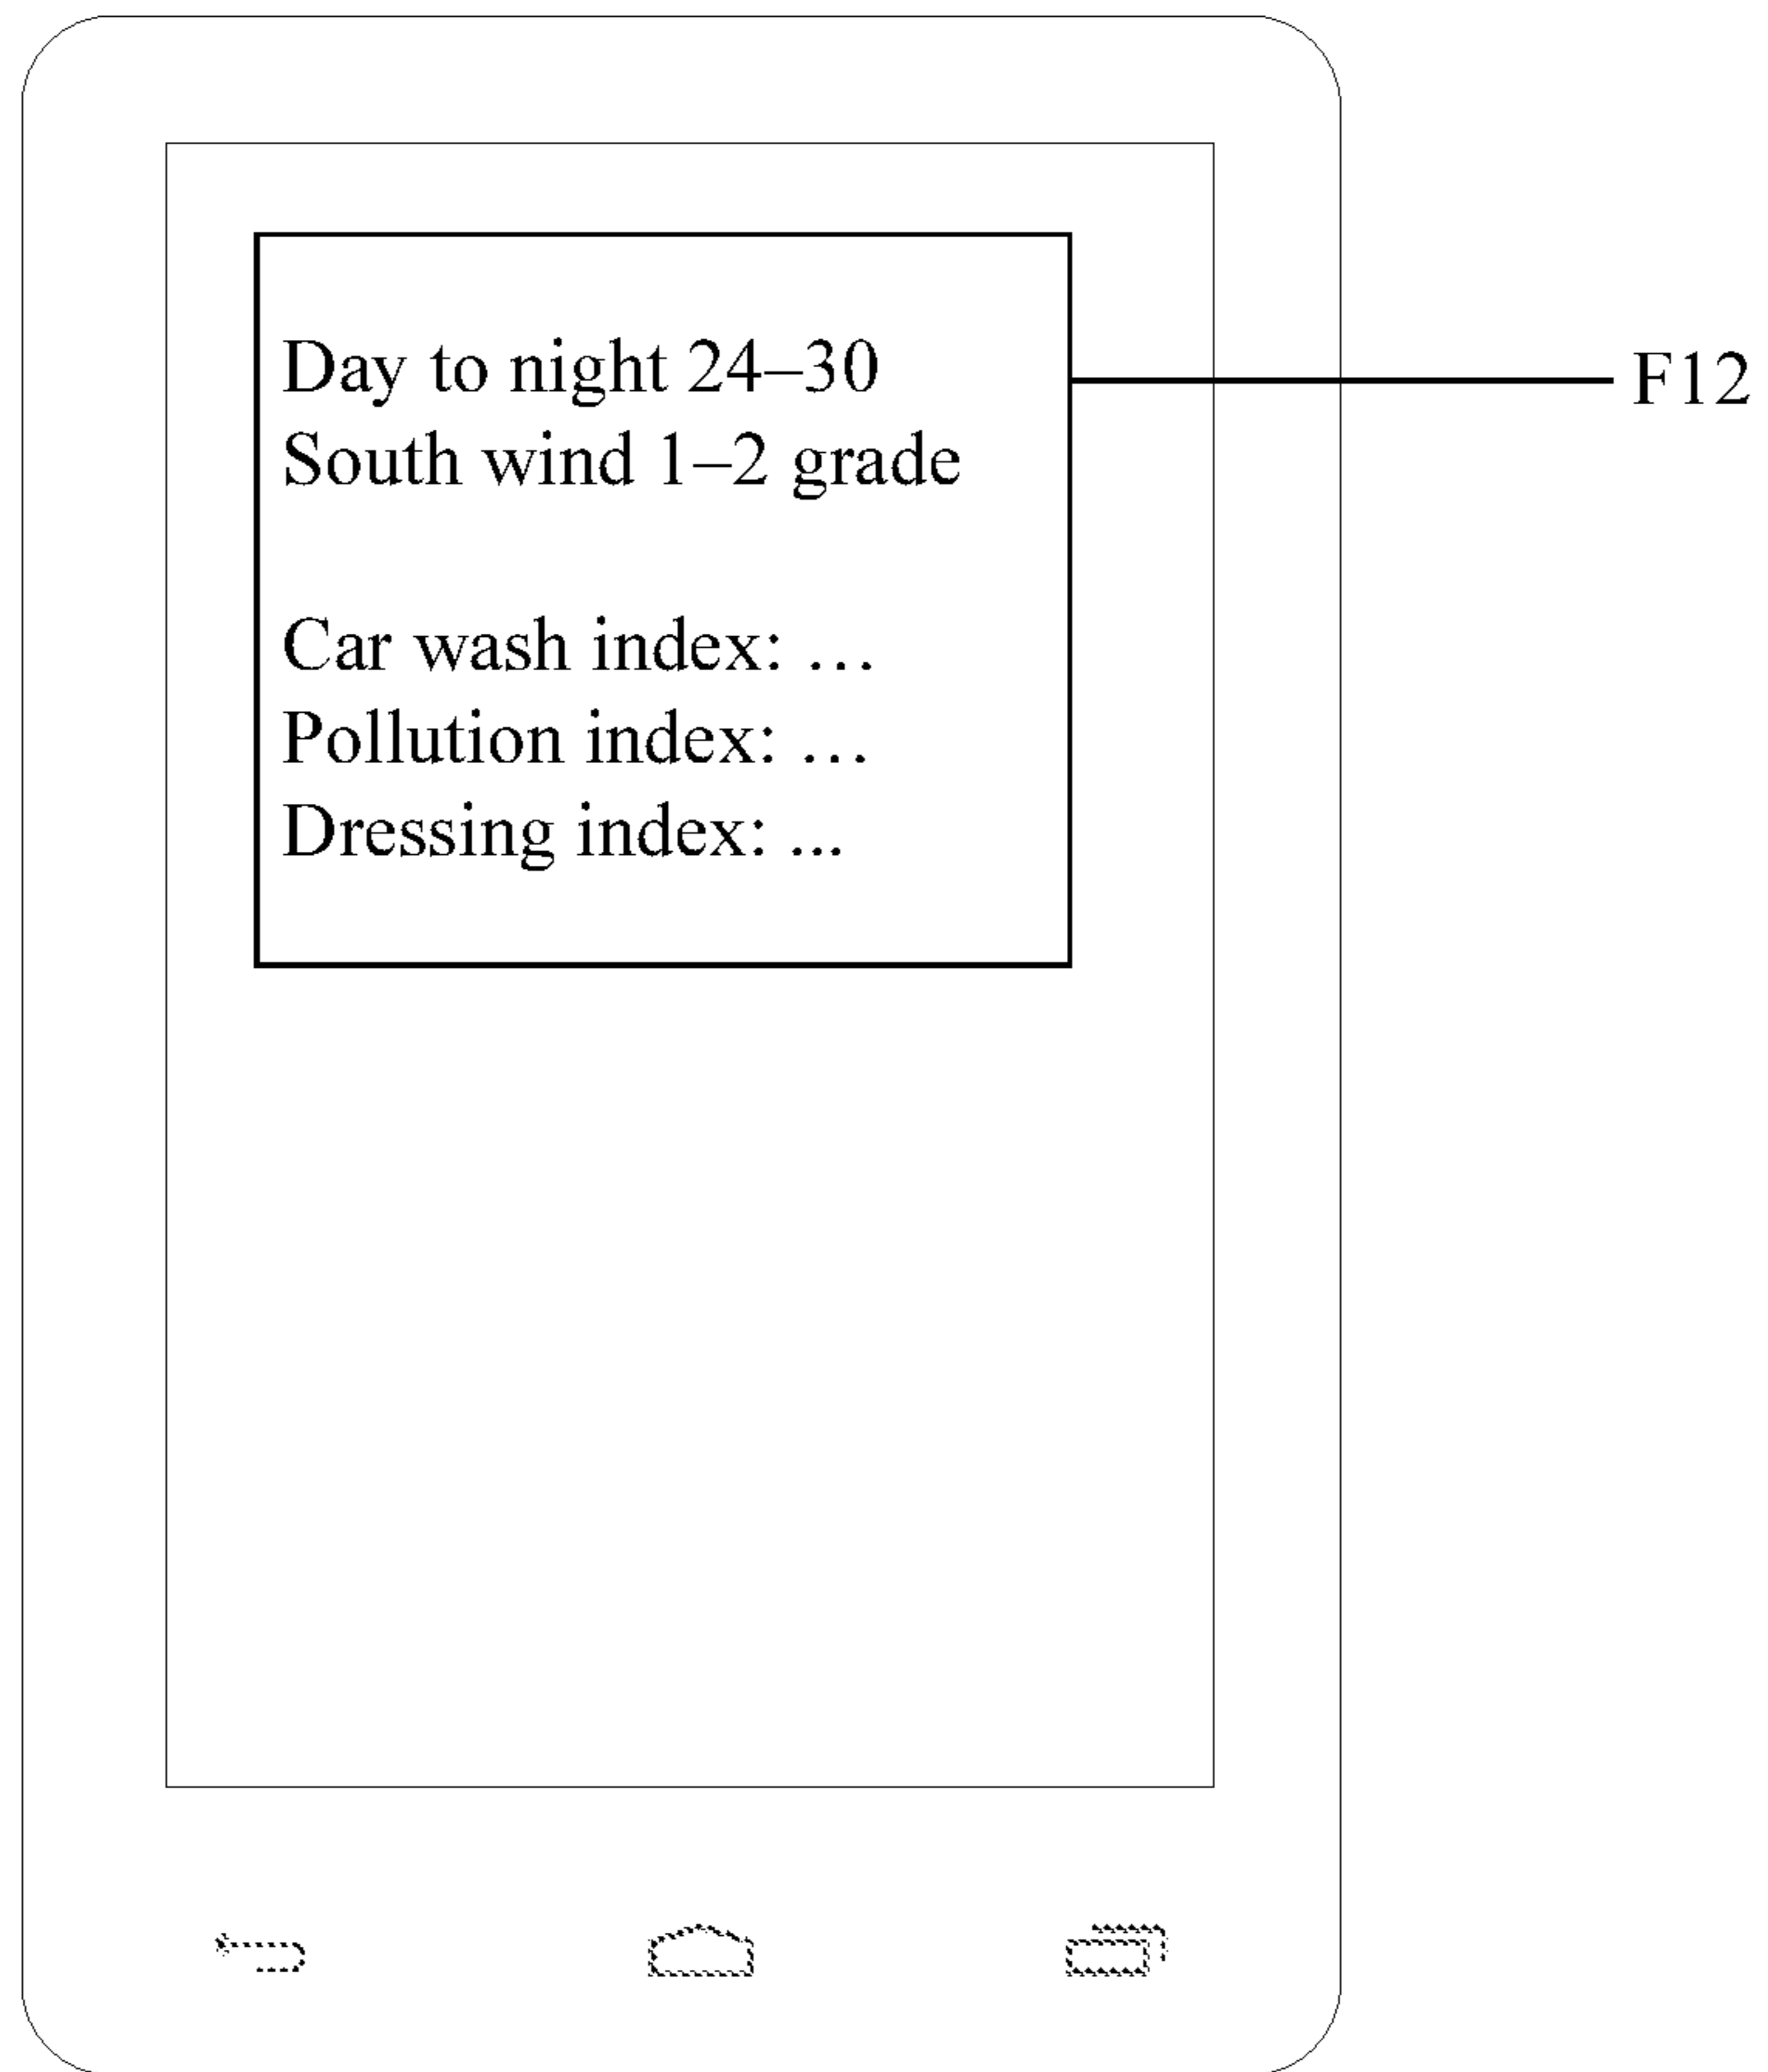 Day to night 24–30
South wind 1–2 grade
Car wash index: ...
Pollution index: ...
Dressing index: ...
F12